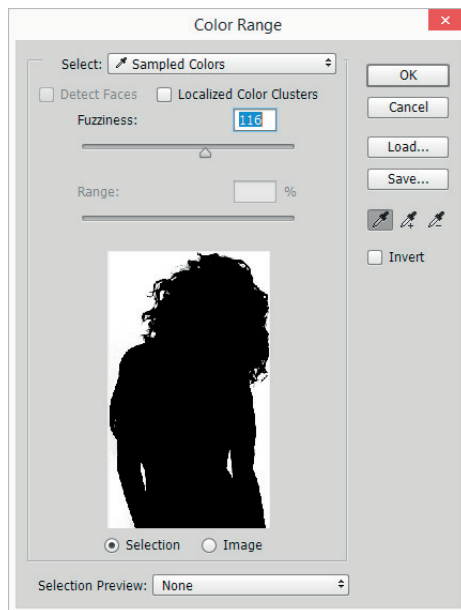 Color Range
Select: Sampled Colors
OK
Detect Faces Localized Color Clusters
Cancel
Fuzziness: 116
Load...
Save...
Range: %
Invert
Selection Image
Selection Preview: None